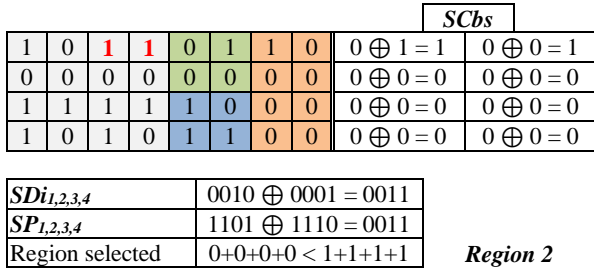 SCbs
1 0 1 1 0 1 1 0 0 ⊕ 1 = 1 0 ⊕ 0 = 1
0 0 0 0 0 0 0 0 0 ⊕ 0 = 0 0 ⊕ 0 = 0
1 1 1 1 1 0 0 0 0 ⊕ 0 = 0 0 ⊕ 0 = 0
1 0 1 0 1 1 0 0 0 ⊕ 0 = 0 0 ⊕ 0 = 0
SDi1,2,3,4 0010 ⊕ 0001 = 0011
SP1,2,3,4 1101 ⊕ 1110 = 0011
Region selected 0+0+0+0 < 1+1+1+1 Region 2